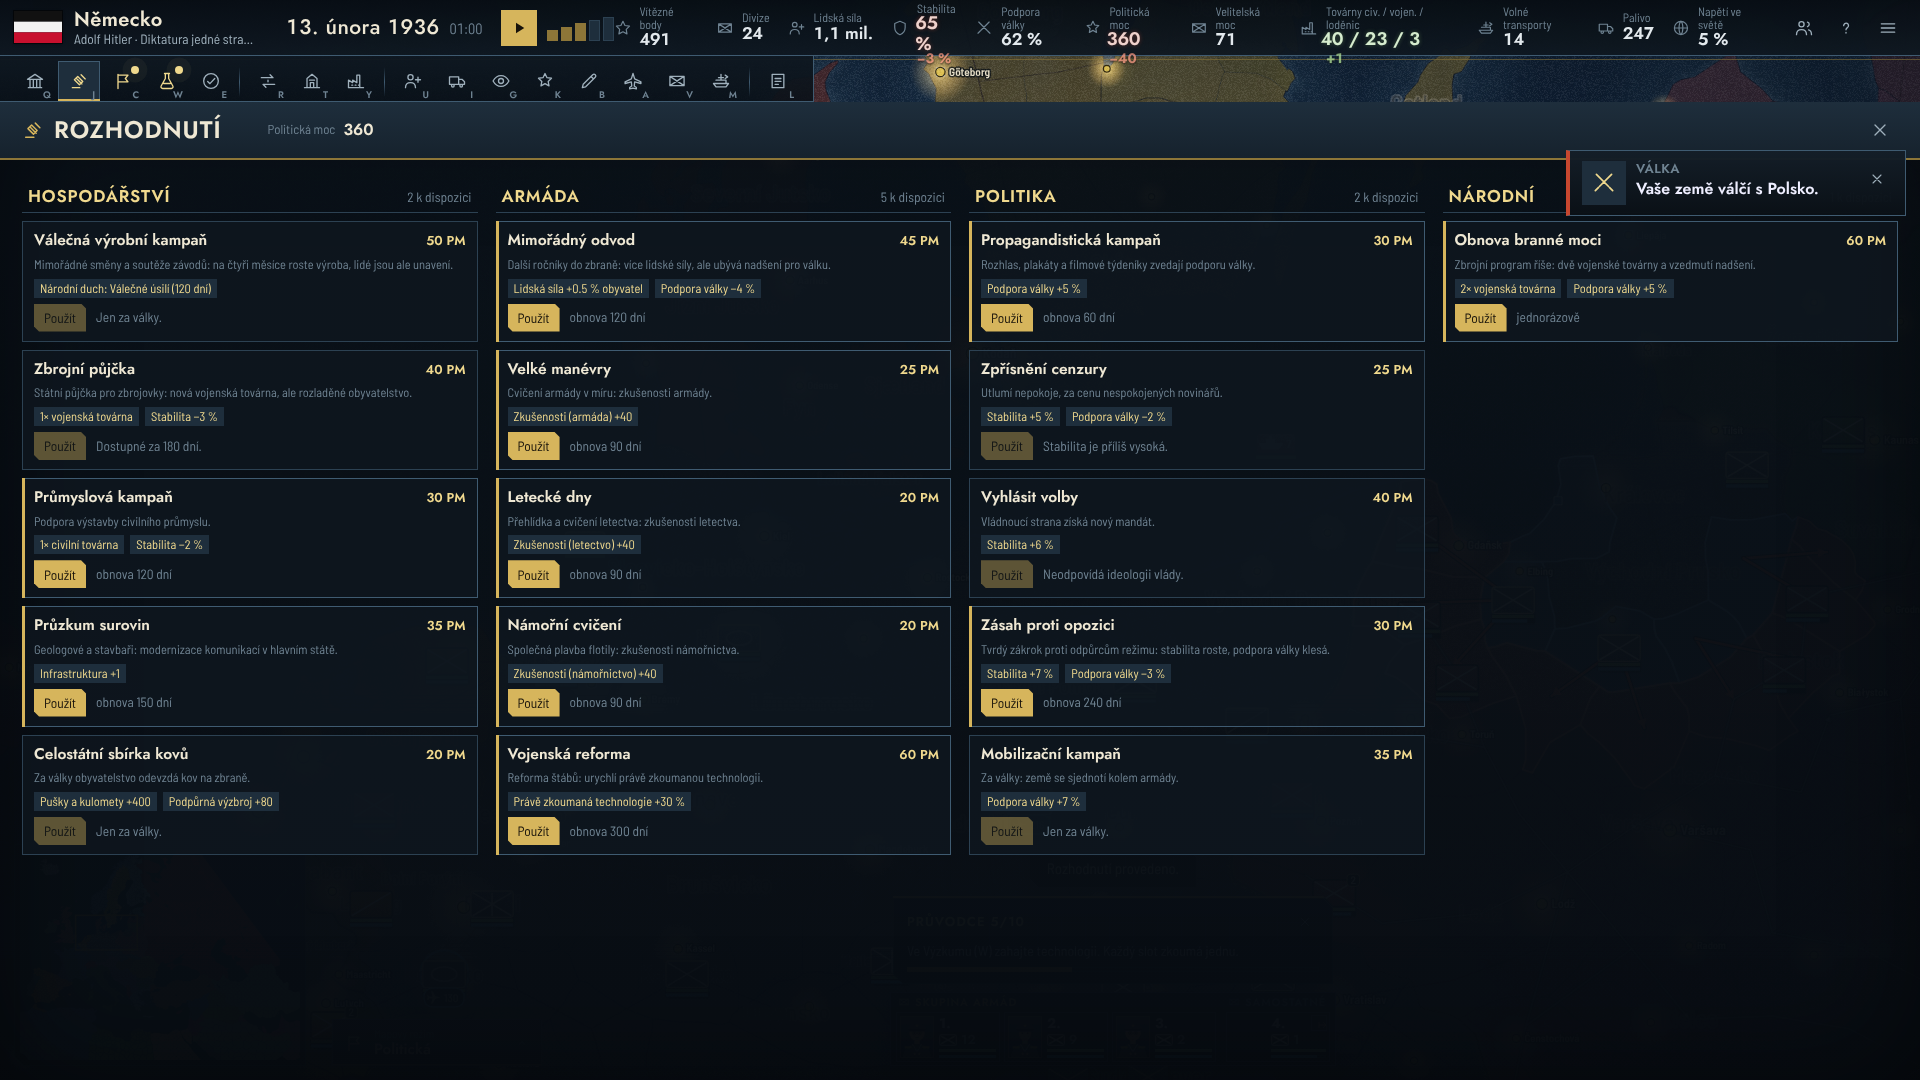 Německo
Adolf Hitler · Diktatura jedné stra...
13. února 1936 01:00
Vítězné body 491
Divize 24
Lidská síla 1,1 mil.
Stabilita 65 % −3 %
Podpora války 62 %
Politická moc 360 −40
Velitelská moc 71
Továrny civ. / vojen. / loděnic 40 / 23 / 3 +1
Volné transporty 14
Palivo 247
Napětí ve světě 5 %
?
Q I C W E R T Y U I G K B A V M L
Göteborg
ROZHODNUTÍ
Politická moc 360
VÁLKA
Vaše země válčí s Polsko.
HOSPODÁŘSTVÍ 2 k dispozici
Válečná výrobní kampaň 50 PM
Mimořádné směny a soutěže závodů: na čtyři měsíce roste výroba, lidé jsou ale unavení.
Národní duch: Válečné úsilí (120 dní)
Použít Jen za války.
Zbrojní půjčka 40 PM
Státní půjčka pro zbrojovky: nová vojenská továrna, ale rozladěné obyvatelstvo.
1× vojenská továrna Stabilita −3 %
Použít Dostupné za 180 dní.
Průmyslová kampaň 30 PM
Podpora výstavby civilního průmyslu.
1× civilní továrna Stabilita −2 %
Použít obnova 120 dní
Průzkum surovin 35 PM
Geologové a stavbaři: modernizace komunikací v hlavním státě.
Infrastruktura +1
Použít obnova 150 dní
Celostátní sbírka kovů 20 PM
Za války obyvatelstvo odevzdá kov na zbraně.
Pušky a kulomety +400 Podpůrná výzbroj +80
Použít Jen za války.
ARMÁDA 5 k dispozici
Mimořádný odvod 45 PM
Další ročníky do zbraně: více lidské síly, ale ubývá nadšení pro válku.
Lidská síla +0.5 % obyvatel Podpora války −4 %
Použít obnova 120 dní
Velké manévry 25 PM
Cvičení armády v míru: zkušenosti armády.
Zkušenosti (armáda) +40
Použít obnova 90 dní
Letecké dny 20 PM
Přehlídka a cvičení letectva: zkušenosti letectva.
Zkušenosti (letectvo) +40
Použít obnova 90 dní
Námořní cvičení 20 PM
Společná plavba flotily: zkušenosti námořnictva.
Zkušenosti (námořnictvo) +40
Použít obnova 90 dní
Vojenská reforma 60 PM
Reforma štábů: urychlí právě zkoumanou technologii.
Právě zkoumaná technologie +30 %
Použít obnova 300 dní
POLITIKA 2 k dispozici
Propagandistická kampaň 30 PM
Rozhlas, plakáty a filmové týdeníky zvedají podporu války.
Podpora války +5 %
Použít obnova 60 dní
Zpřísnění cenzury 25 PM
Utlumí nepokoje, za cenu nespokojených novinářů.
Stabilita +5 % Podpora války −2 %
Použít Stabilita je příliš vysoká.
Vyhlásit volby 40 PM
Vládnoucí strana získá nový mandát.
Stabilita +6 %
Použít Neodpovídá ideologii vlády.
Zásah proti opozici 30 PM
Tvrdý zákrok proti odpůrcům režimu: stabilita roste, podpora války klesá.
Stabilita +7 % Podpora války −3 %
Použít obnova 240 dní
Mobilizační kampaň 35 PM
Za války: země se sjednotí kolem armády.
Podpora války +7 %
Použít Jen za války.
NÁRODNÍ
Obnova branné moci 60 PM
Zbrojní program říše: dvě vojenské továrny a vzedmutí nadšení.
2× vojenská továrna Podpora války +5 %
Použít jednorázově